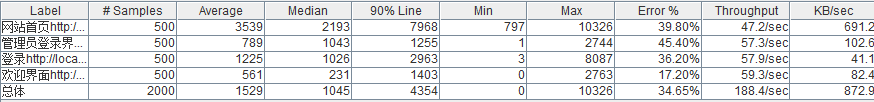 Label # Samples Average Median 90% Line Min Max Error % Throughput KB/sec
网站首页http:/... 500 3539 2193 7968 797 10326 39.80% 47.2/sec 691.2
管理员登录界... 500 789 1043 1255 1 2744 45.40% 57.3/sec 102.6
登录http://loca... 500 1225 1026 2963 3 8087 36.20% 57.9/sec 41.1
欢迎界面http:/... 500 561 231 1403 0 2763 17.20% 59.3/sec 82.4
总体 2000 1529 1045 4354 0 10326 34.65% 188.4/sec 872.9